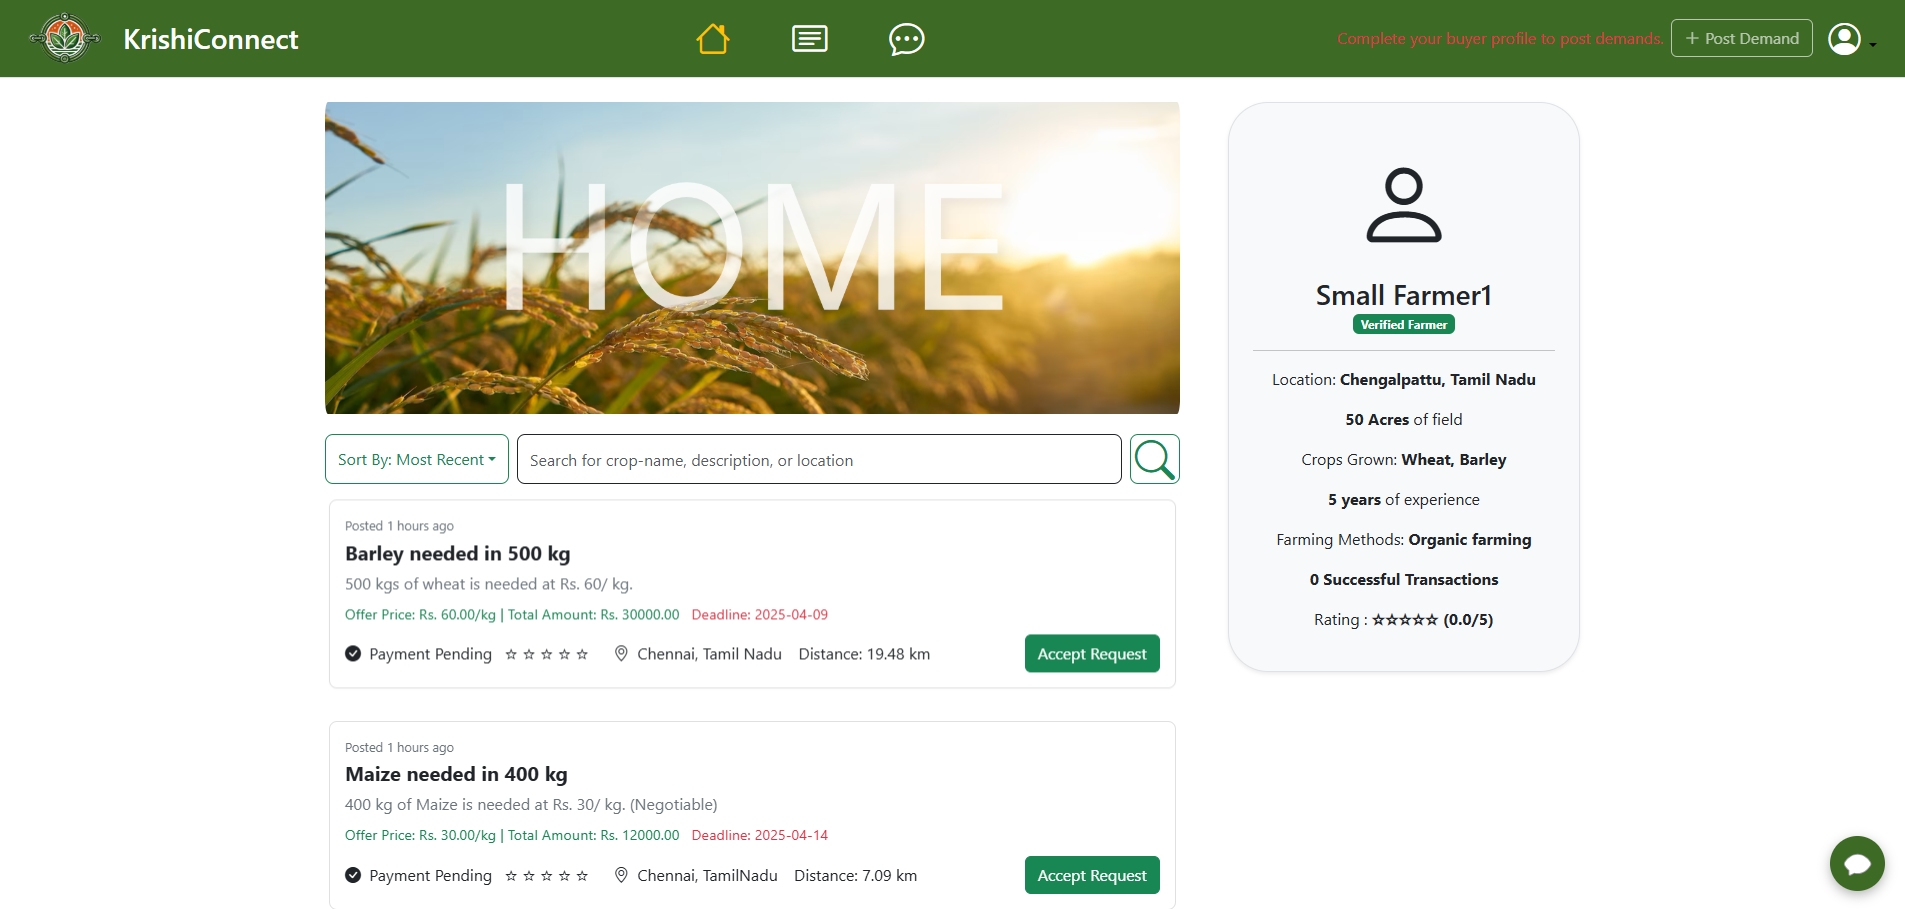 KrishiConnect
Complete your buyer profile to post demands.
+ Post Demand
HOME
Sort By: Most Recent
Search for crop-name, description, or location
Posted 1 hours ago
Barley needed in 500 kg
500 kgs of wheat is needed at Rs. 60/ kg.
Offer Price: Rs. 60.00/kg | Total Amount: Rs. 30000.00 Deadline: 2025-04-09
Payment Pending ☆ ☆ ☆ ☆ ☆ Chennai, Tamil Nadu Distance: 19.48 km
Accept Request
Posted 1 hours ago
Maize needed in 400 kg
400 kg of Maize is needed at Rs. 30/ kg. (Negotiable)
Offer Price: Rs. 30.00/kg | Total Amount: Rs. 12000.00 Deadline: 2025-04-14
Payment Pending ☆ ☆ ☆ ☆ ☆ Chennai, TamilNadu Distance: 7.09 km
Accept Request
Small Farmer1
Verified Farmer
Location: Chengalpattu, Tamil Nadu
50 Acres of field
Crops Grown: Wheat, Barley
5 years of experience
Farming Methods: Organic farming
0 Successful Transactions
Rating : ☆☆☆☆☆ (0.0/5)